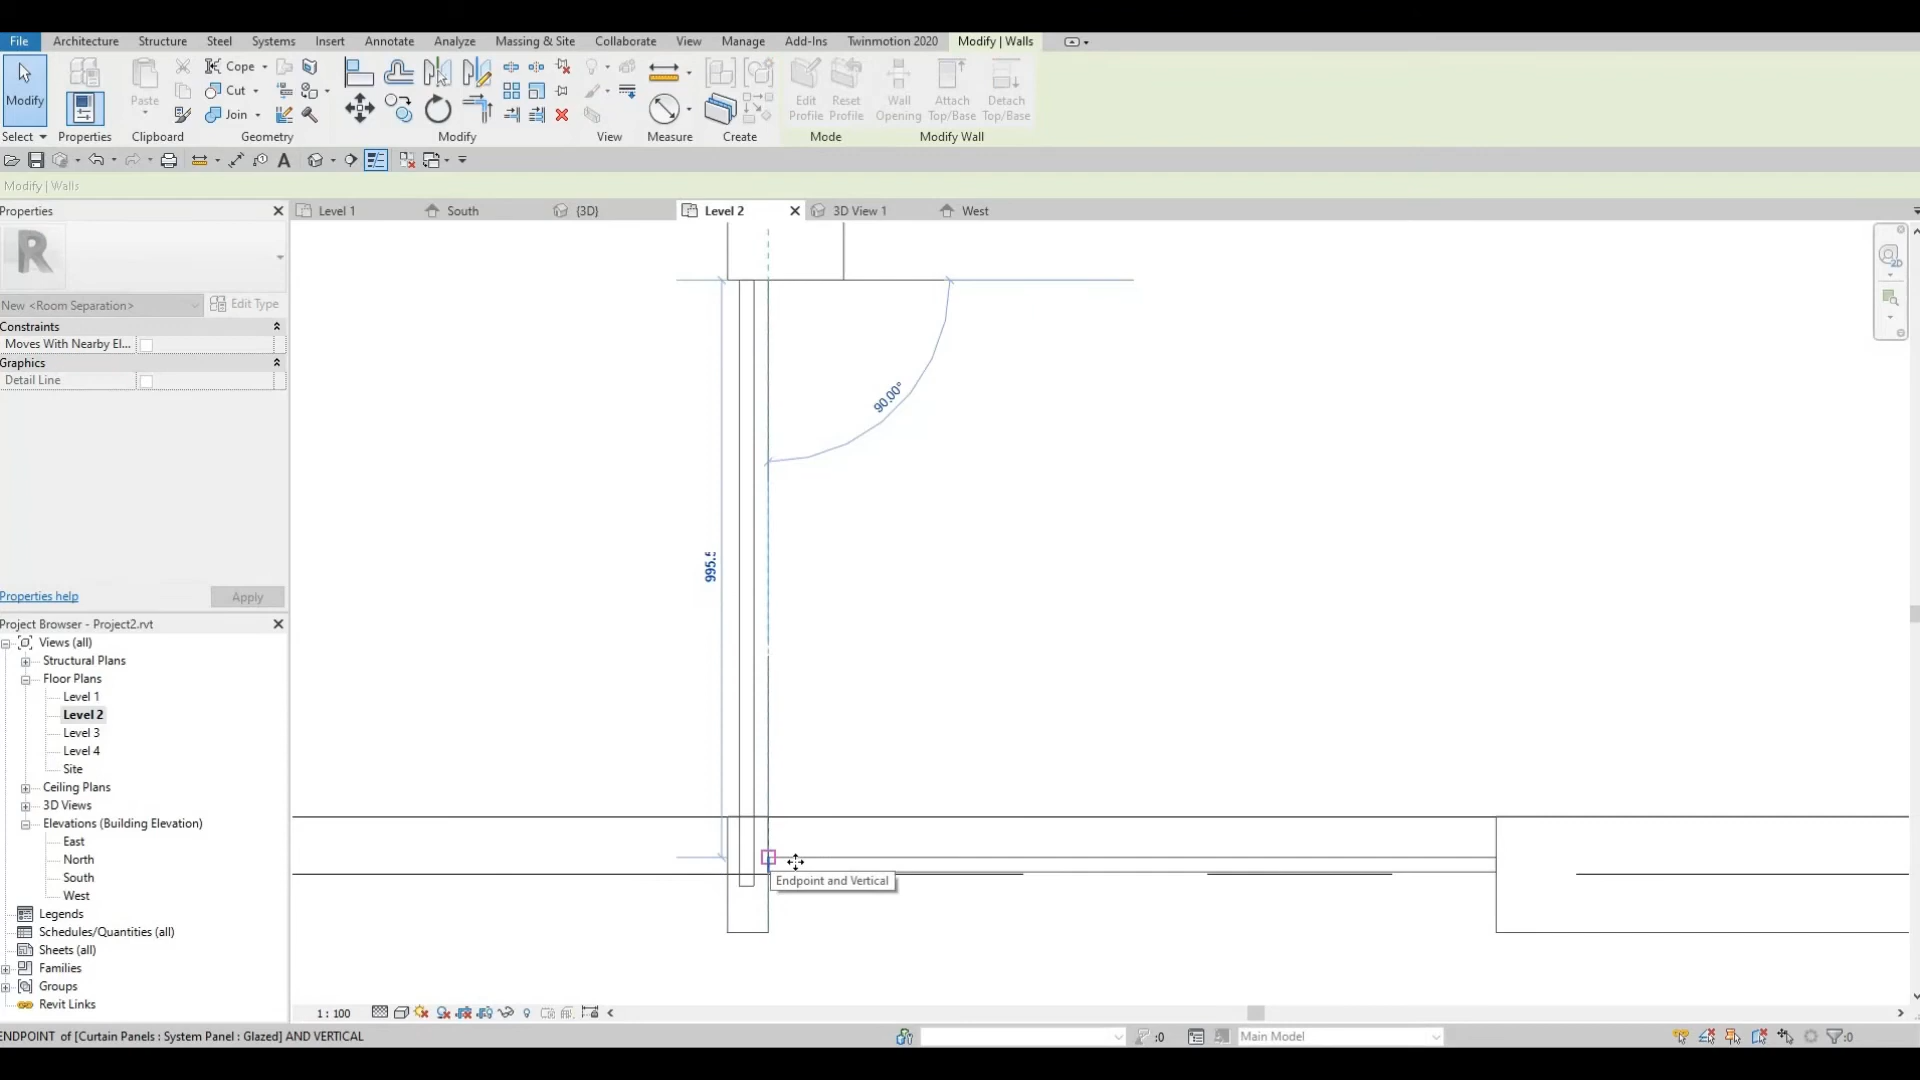 File Architecture Structure Steel Systems Insert Annotate Analyze Massing & Site Collaborate View Manage Add-Ins Twinmotion 2020 Modify | Walls
Modify Paste Cope Cut Join Edit Profile Reset Profile Wall Opening Attach Top/Base Detach Top/Base
Select Properties Clipboard Geometry Modify View Measure Create Mode Modify Wall
A
Modify | Walls
Properties
Level 1 South {3D} Level 2 3D View 1 West
R
2D
New <Room Separation> Edit Type
Constraints
Moves With Nearby El...
Graphics
Detail Line
90,00°
Properties help Apply
Project Browser - Project2.rvt
Views (all)
Structural Plans
Floor Plans
Level 1
Level 2
Level 3
Level 4
Site
Ceiling Plans
3D Views
Elevations (Building Elevation)
East
North
South
West
Legends
Schedules/Quantities (all)
Sheets (all)
Families
Groups
Revit Links
Endpoint and Vertical
1 : 100
ENDPOINT of [Curtain Panels : System Panel : Glazed] AND VERTICAL
:0
Main Model
:0